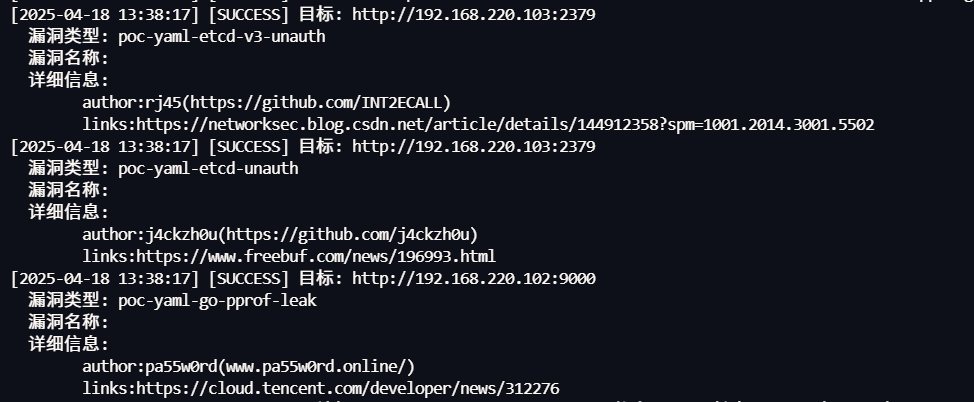 [2025-04-18 13:38:17] [SUCCESS] 目标: http://192.168.220.103:2379
漏洞类型: poc-yaml-etcd-v3-unauth
漏洞名称:
详细信息:
author:rj45(https://github.com/INT2ECALL)
links:https://networksec.blog.csdn.net/article/details/144912358?spm=1001.2014.3001.5502
[2025-04-18 13:38:17] [SUCCESS] 目标: http://192.168.220.103:2379
漏洞类型: poc-yaml-etcd-unauth
漏洞名称:
详细信息:
author:j4ckzh0u(https://github.com/j4ckzh0u)
links:https://www.freebuf.com/news/196993.html
[2025-04-18 13:38:17] [SUCCESS] 目标: http://192.168.220.102:9000
漏洞类型: poc-yaml-go-pprof-leak
漏洞名称:
详细信息:
author:pa55w0rd(www.pa55w0rd.online/)
links:https://cloud.tencent.com/developer/news/312276